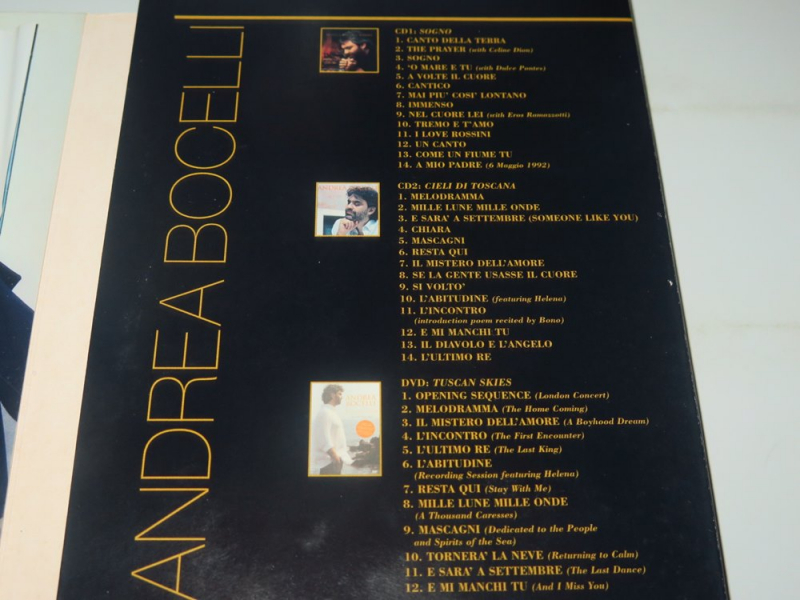 ANDREA BOCELLI
CD1: SOGNO
1. CANTO DELLA TERRA
2. THE PRAYER (with Celine Dion)
3. SOGNO
4. 'O MARE E TU (with Dulce Pontes)
5. A VOLTE IL CUORE
6. CANTICO
7. MAI PIU' COSI' LONTANO
8. IMMENSO
9. NEL CUORE LEI (with Eros Ramazzotti)
10. TREMO E T'AMO
11. I LOVE ROSSINI
12. UN CANTO
13. COME UN FIUME TU
14. A MIO PADRE (6 Maggio 1992)
CD2: CIELI DI TOSCANA
1. MELODRAMMA
2. MILLE LUNE MILLE ONDE
3. E SARA' A SETTEMBRE (SOMEONE LIKE YOU)
4. CHIARA
5. MASCAGNI
6. RESTA QUI
7. IL MISTERO DELL'AMORE
8. SE LA GENTE USASSE IL CUORE
9. SI VOLTO'
10. L'ABITUDINE (featuring Helena)
11. L'INCONTRO
(introduction poem recited by Bono)
12. E MI MANCHI TU
13. IL DIAVOLO E L'ANGELO
14. L'ULTIMO RE
DVD: TUSCAN SKIES
1. OPENING SEQUENCE (London Concert)
2. MELODRAMMA (The Home Coming)
3. IL MISTERO DELL'AMORE (A Boyhood Dream)
4. L'INCONTRO (The First Encounter)
5. L'ULTIMO RE (The Last King)
6. L'ABITUDINE
(Recording Session featuring Helena)
7. RESTA QUI (Stay With Me)
8. MILLE LUNE MILLE ONDE
(A Thousand Caresses)
9. MASCAGNI (Dedicated to the People
and Spirits of the Sea)
10. TORNERA' LA NEVE (Returning to Calm)
11. E SARA' A SETTEMBRE (The Last Dance)
12. E MI MANCHI TU (And I Miss You)